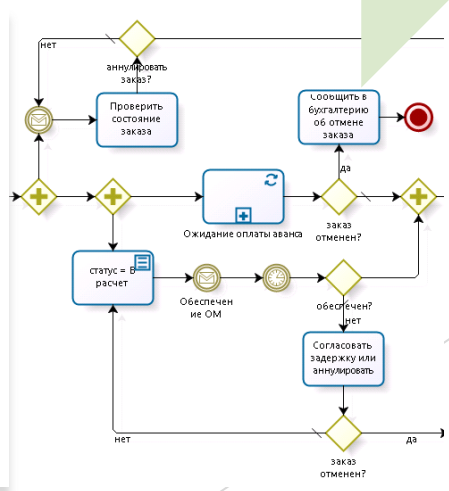 нет
аннулировать
заказ?
Проверить
состояние
заказа
Сообщить в
бухгалтерию
об отмене
заказа
да
Ожидание оплаты аванса
заказ
отменен?
статус = В
расчет
Обеспечен
ие ОМ
обеспечен?
нет
Согласовать
задержку или
аннулировать
нет
да
заказ
отменен?